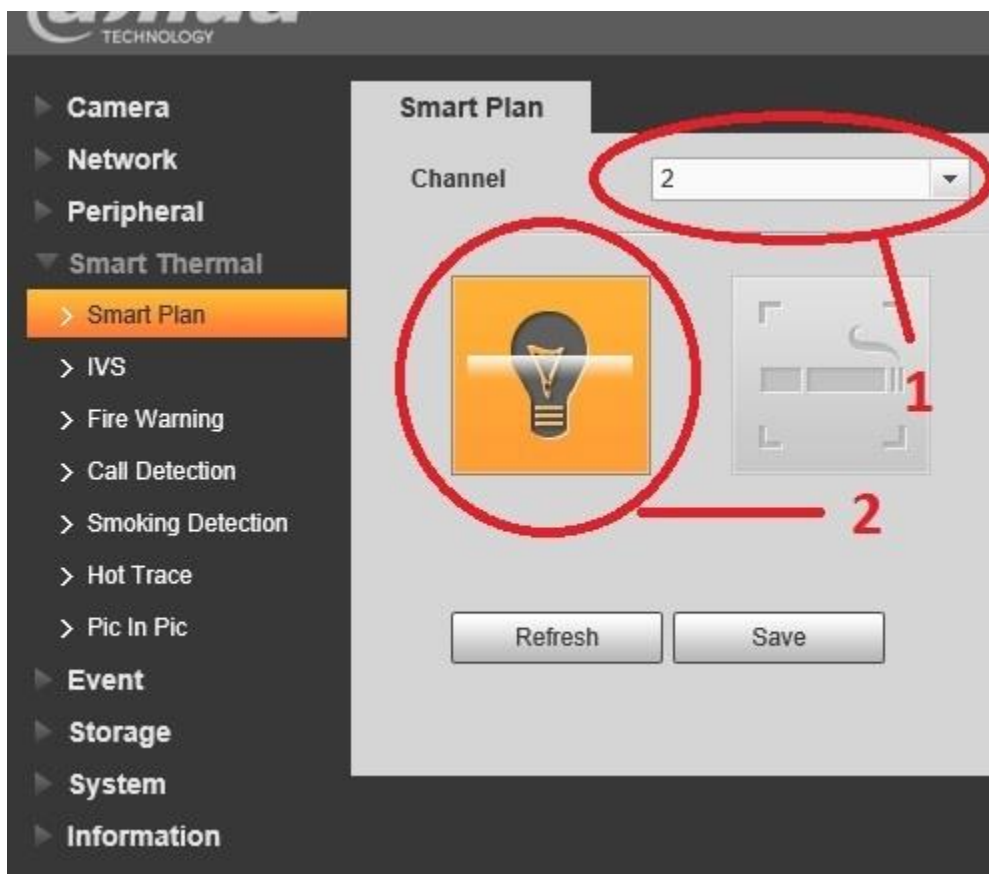 TECHNOLOGY
Camera
Network
Peripheral
Smart Thermal
Smart Plan
IVS
Fire Warning
Call Detection
Smoking Detection
Hot Trace
Pic In Pic
Event
Storage
System
Information
Smart Plan
Channel 2
1
2
Refresh Save